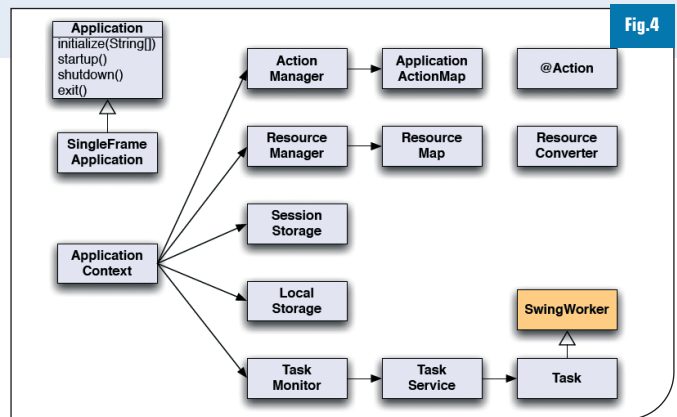 Fig.4
Application
initialize(String[])
startup()
shutdown()
exit()
SingleFrame
Application
Application
Context
Action
Manager
Application
ActionMap
@Action
Resource
Manager
Resource
Map
Resource
Converter
Session
Storage
Local
Storage
SwingWorker
Task
Monitor
Task
Service
Task